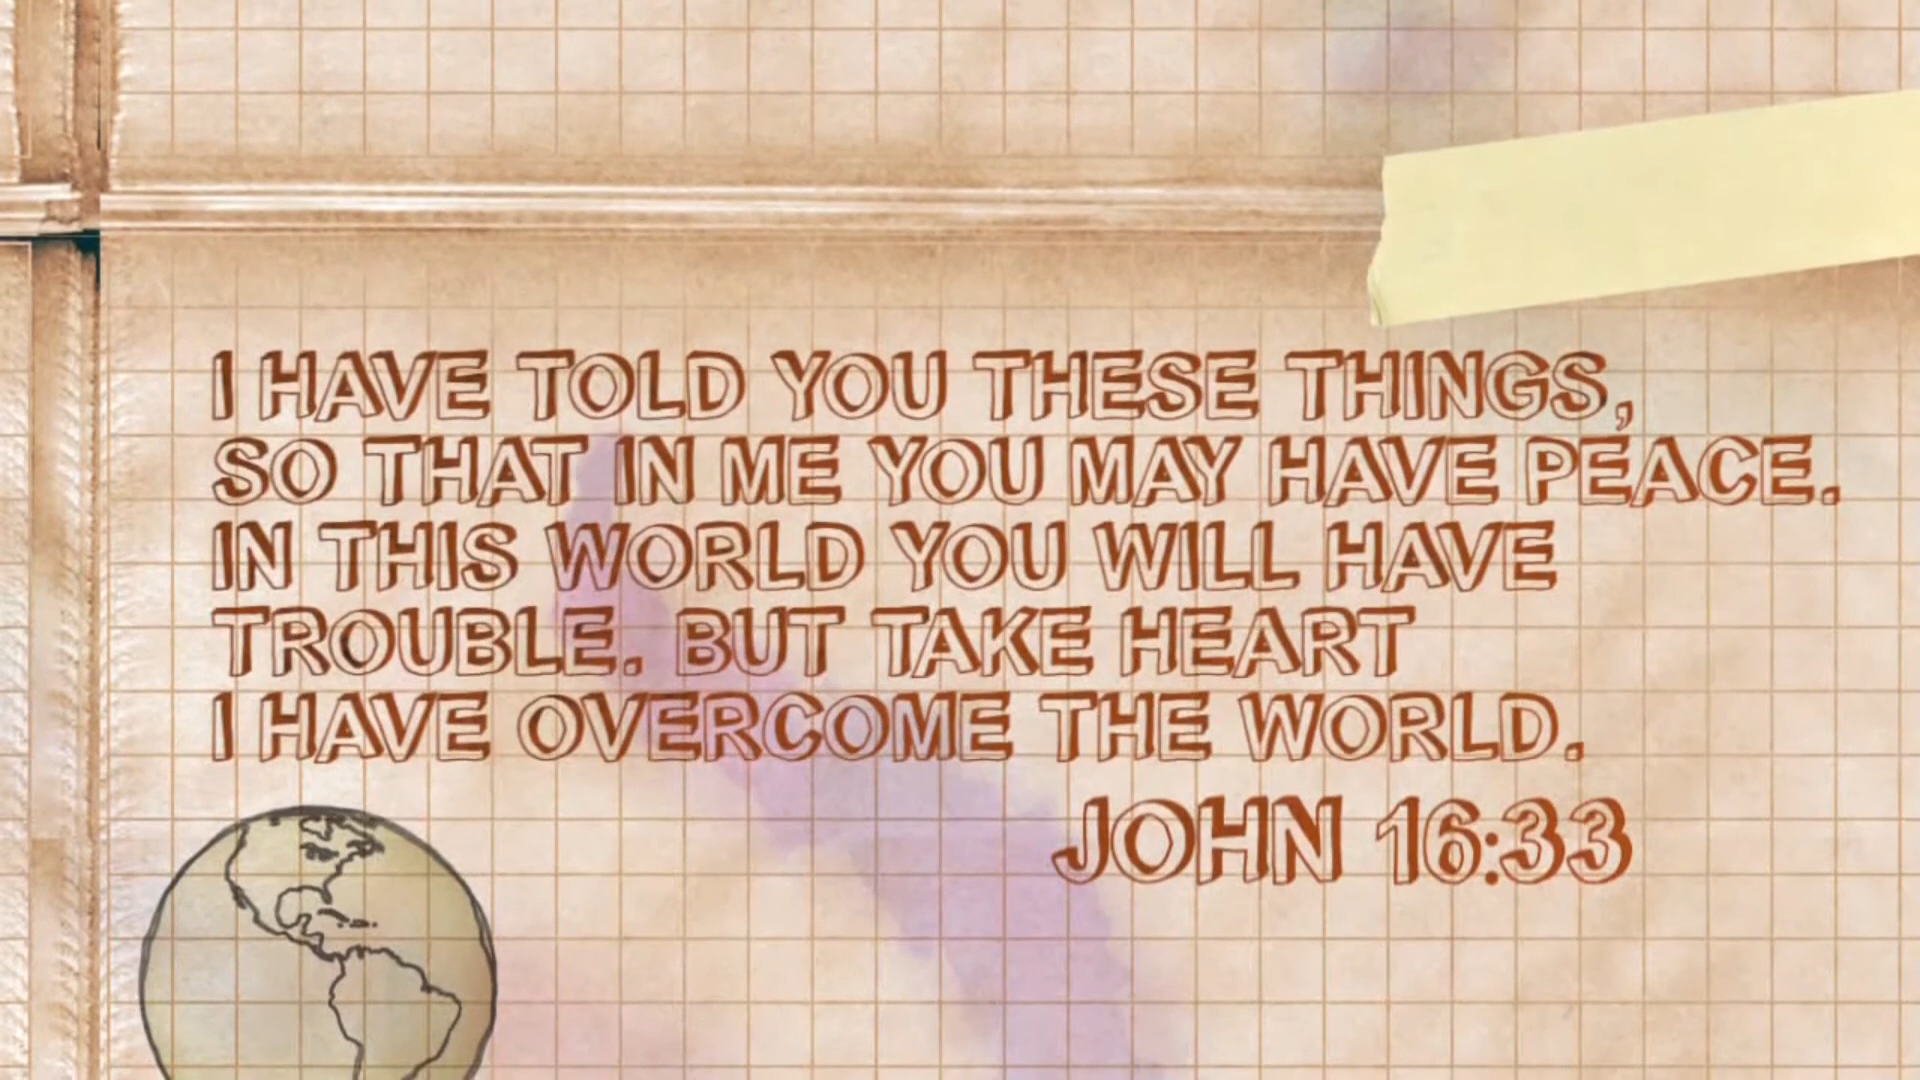 I HAVE TOLD YOU THESE THINGS,
SO THAT IN ME YOU MAY HAVE PEACE.
IN THIS WORLD YOU WILL HAVE
TROUBLE. BUT TAKE HEART
I HAVE OVERCOME THE WORLD.
JOHN 16:33